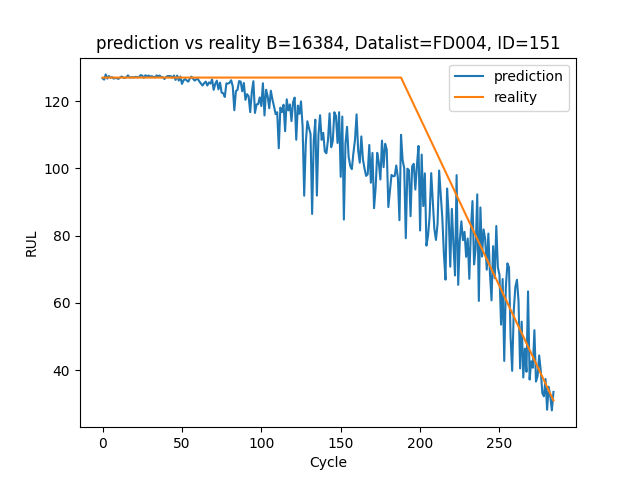 prediction vs reality B=16384, Datalist=FD004, ID=151
prediction
reality
RUL
120
100
80
60
40
0 50 100 150 200 250
Cycle